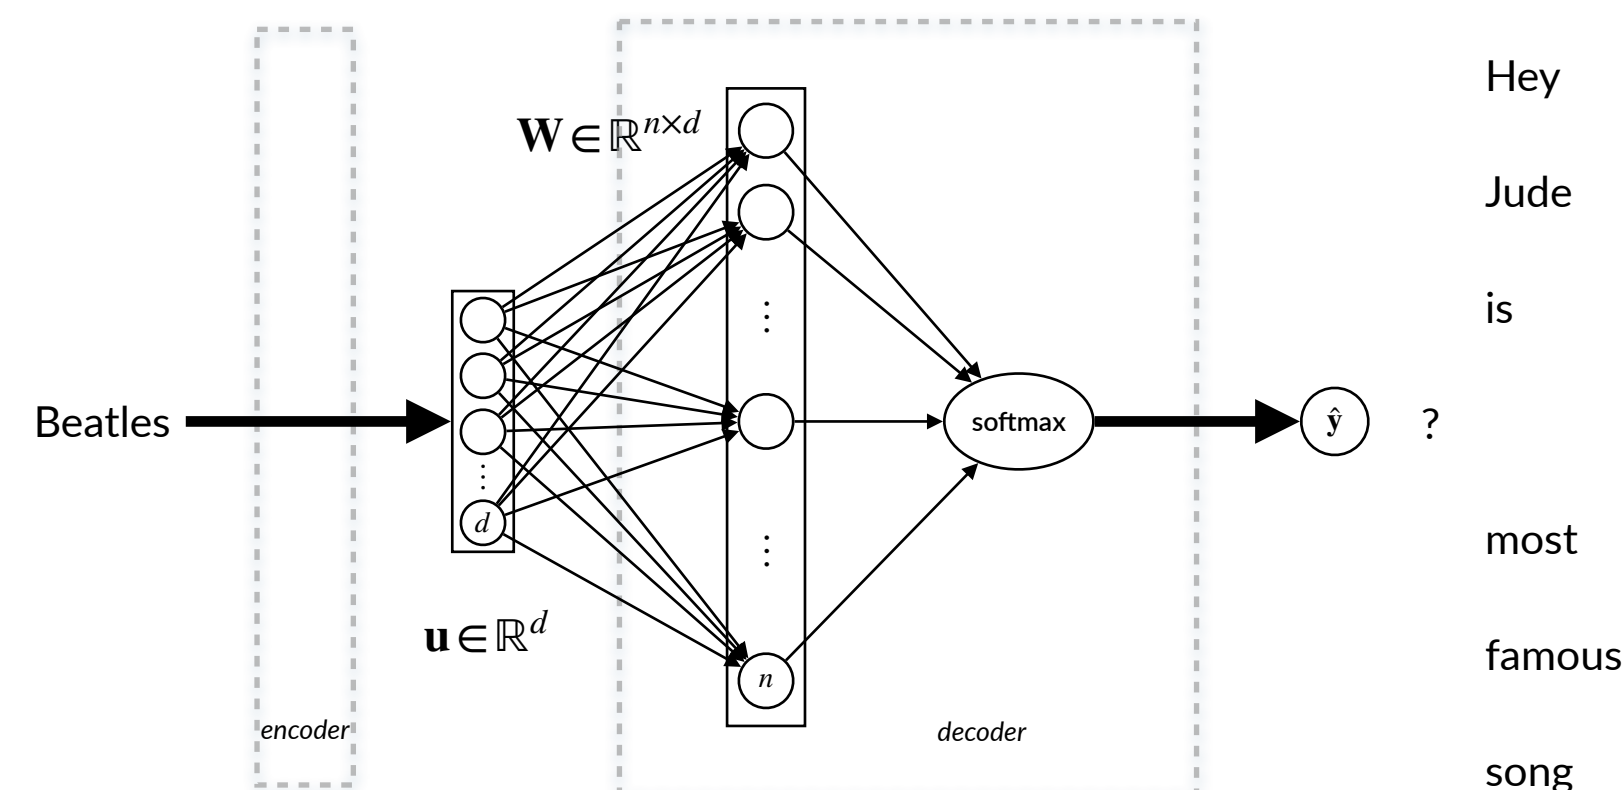 Hey
W ∈ ℝ^{n×d}
Jude
is
Beatles
softmax
ŷ
?
d
most
u ∈ ℝ^d
famous
n
encoder
decoder
song